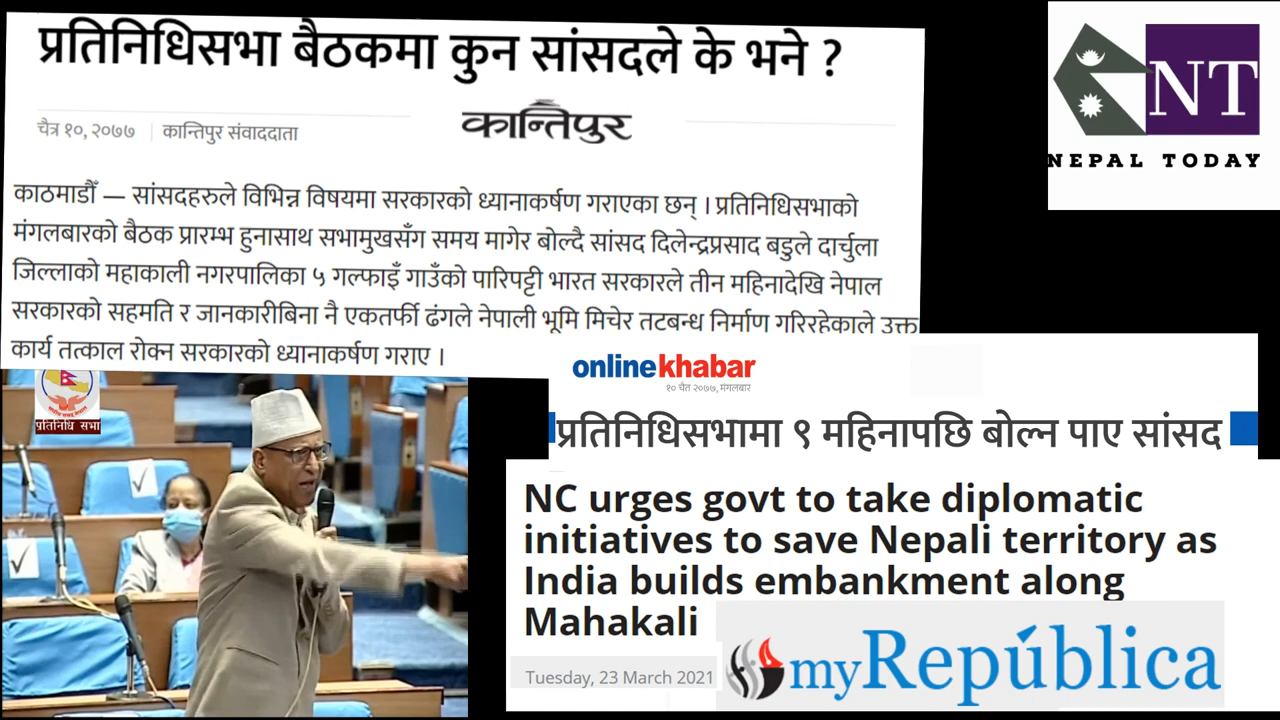 प्रतिनिधिसभा बैठकमा कुन सांसदले के भने ?
चैत्र १०, २०७७
कान्तिपुर संवाददाता
कान्तिपुर
काठमाडौँ — सांसदहरुले विभिन्न विषयमा सरकारको ध्यानाकर्षण गराएका छन् । प्रतिनिधिसभाको
मंगलबारको बैठक प्रारम्भ हुनासाथ सभामुखसँग समय मागेर बोल्दै सांसद दिलेन्द्रप्रसाद बडुले दार्चुला
जिल्लाको महाकाली नगरपालिका ५ गल्फाइँ गाउँको पारिपट्टी भारत सरकारले तीन महिनादेखि नेपाल
सरकारको सहमति र जानकारीबिना नै एकतर्फी ढंगले नेपाली भूमि मिचेर तटबन्ध निर्माण गरिरहेकाले उक्त
कार्य तत्काल रोक्न सरकारको ध्यानाकर्षण गराए ।
NT
NEPAL TODAY
onlinekhabar
१० चैत २०७७, मंगलबार
प्रतिनिधिसभामा ९ महिनापछि बोल्न पाए सांसद
प्रतिनिधि सभा
NC urges govt to take diplomatic
initiatives to save Nepali territory as
India builds embankment along
Mahakali
Tuesday, 23 March 2021
myRepública